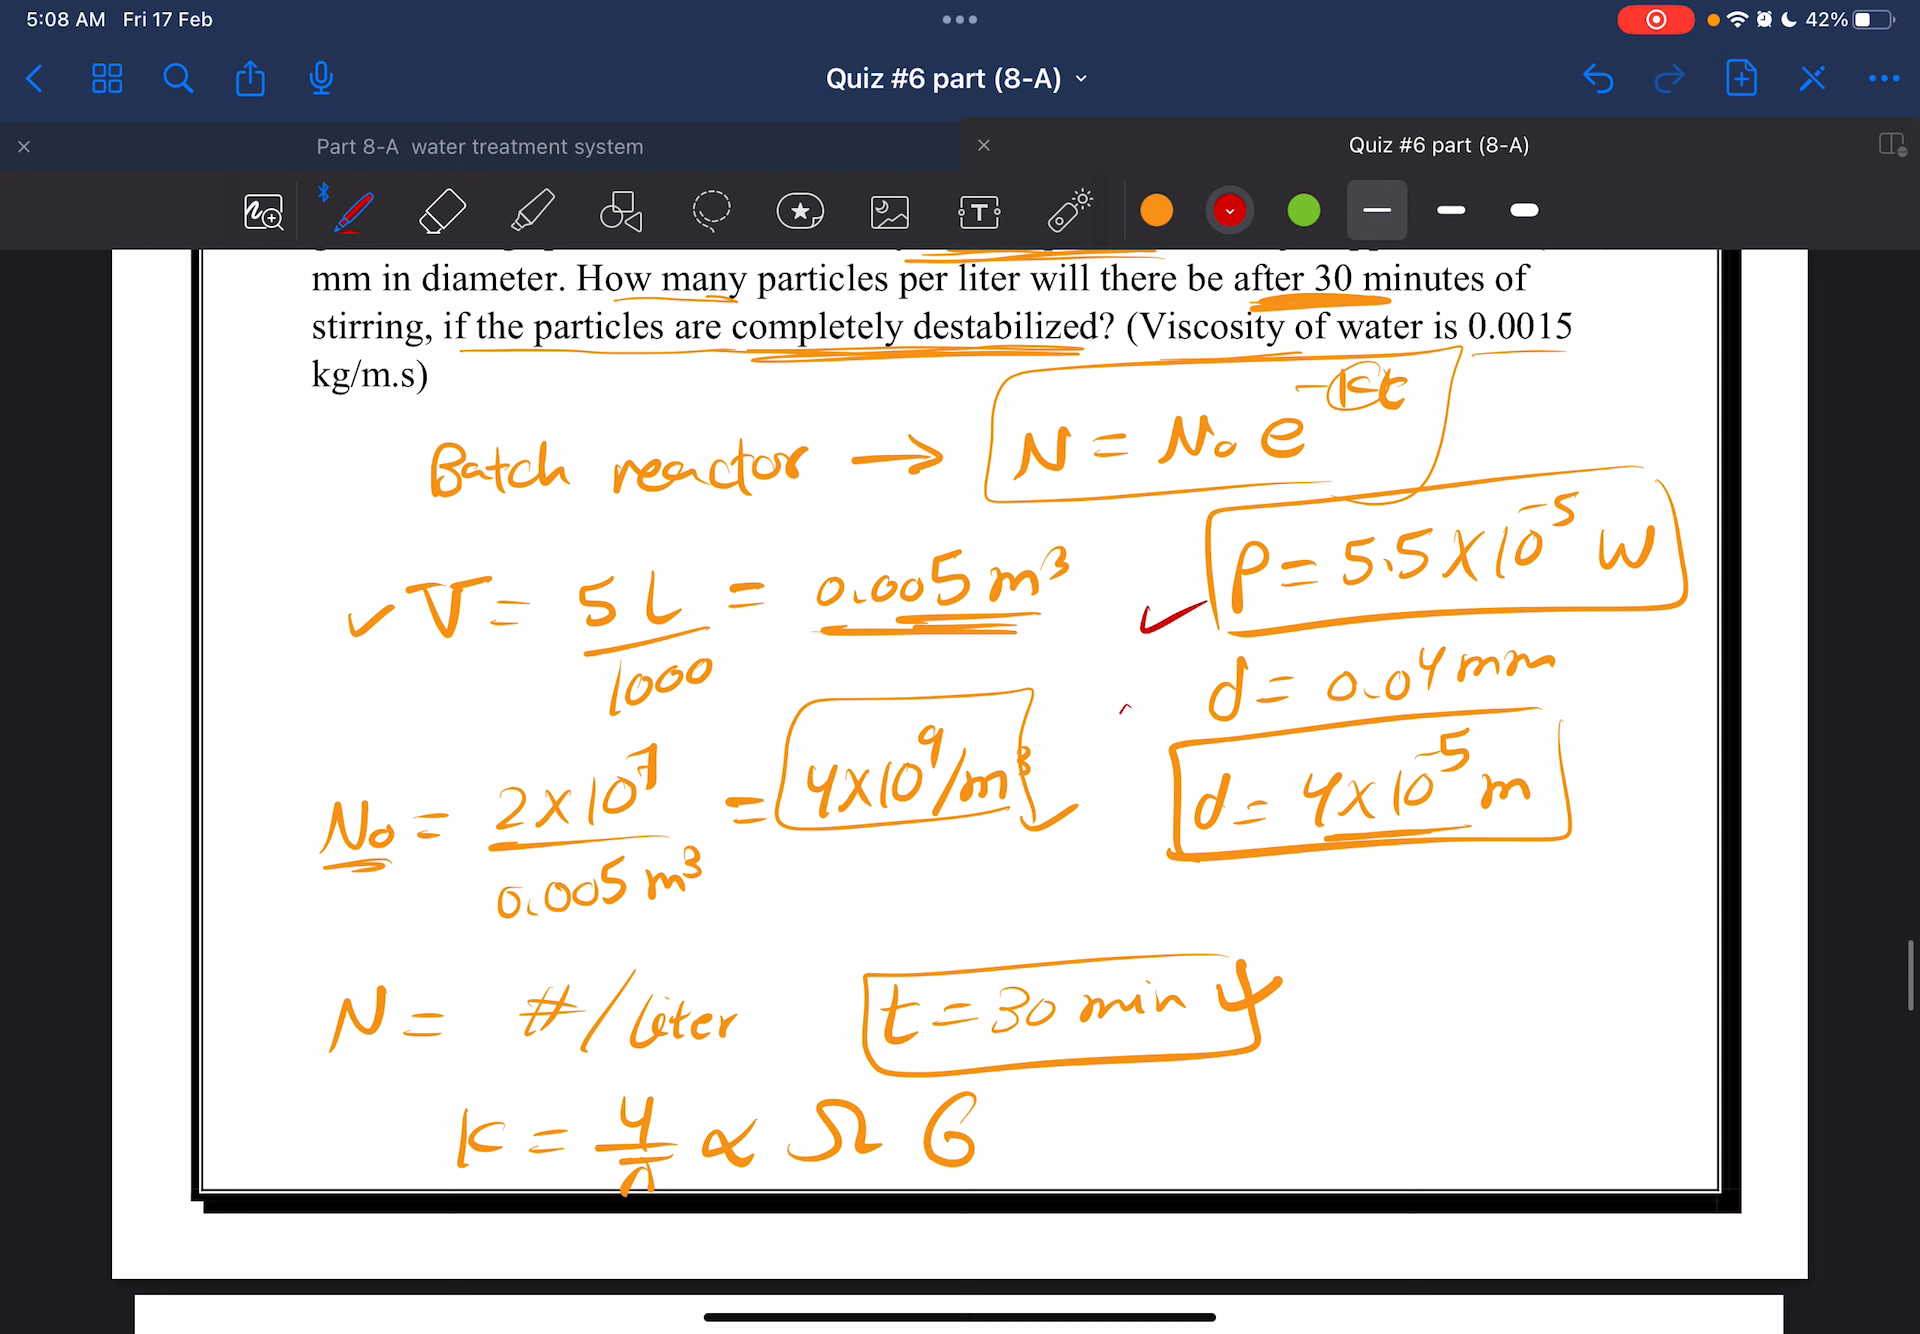 5:08 AM Fri 17 Feb
42%
Quiz #6 part (8-A)
Part 8-A water treatment system
Quiz #6 part (8-A)
T
mm in diameter. How many particles per liter will there be after 30 minutes of
stirring, if the particles are completely destabilized? (Viscosity of water is 0.0015
kg/m.s)
Batch reactor → N = N₀ e^-kt
V = 5 L / 1000 = 0.005 m³
P = 5.5 X 10^-5 W
d = 0.04 mm
N₀ = 2 x 10^7 / 0.005 m³ = 4 x 10^9 / m³
d = 4 x 10^-5 m
N = # / liter
t = 30 min
K = 4/π α Ω G